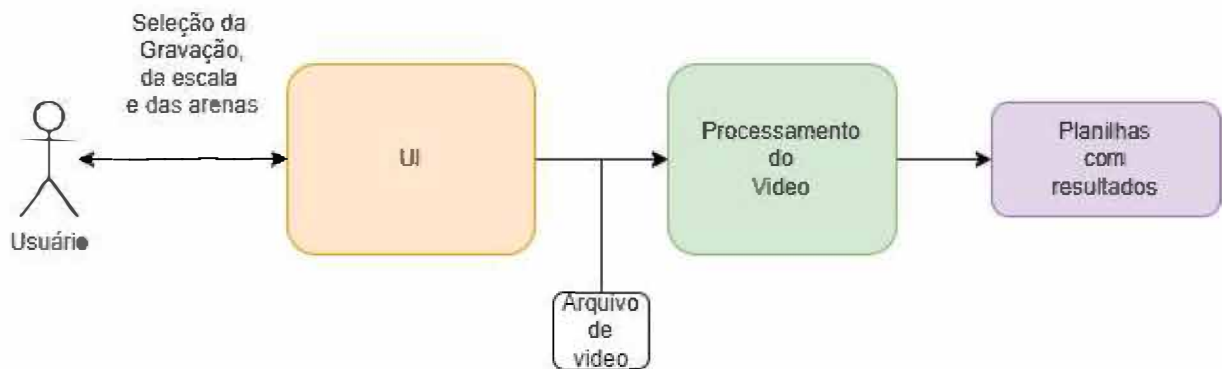 Seleção da
Gravação,
da escala
e das arenas
Usuário
UI
Processamento
do
Video
Planilhas
com
resultados
Arquivo
de
video